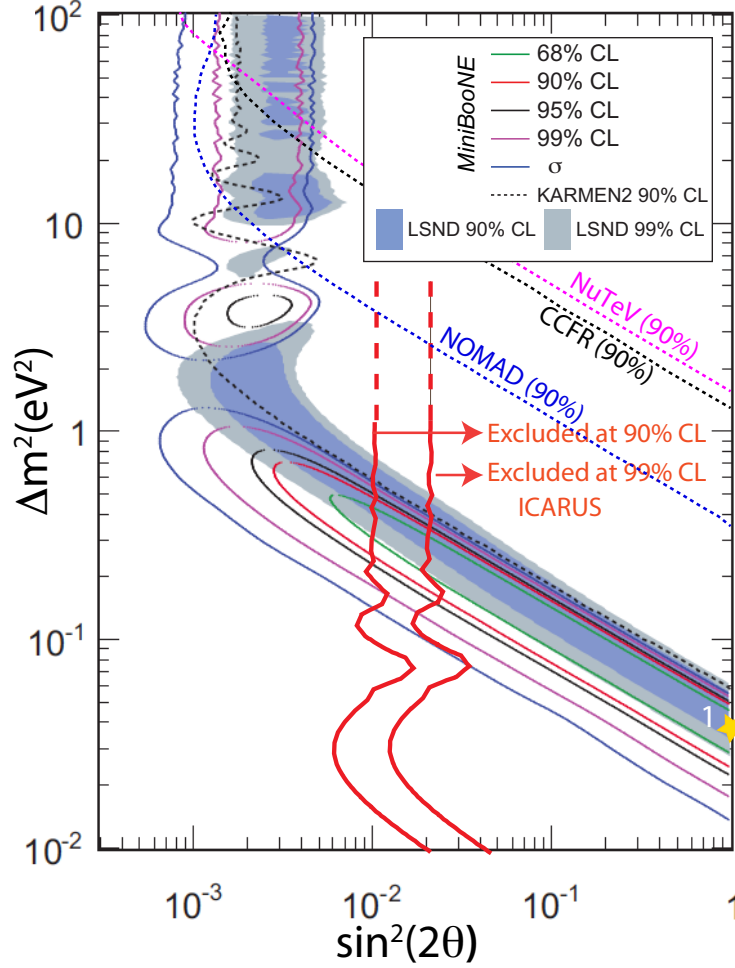 10²
10
1
10⁻¹
10⁻²
Δm²(eV²)
MiniBooNE
68% CL
90% CL
95% CL
99% CL
σ
KARMEN2 90% CL
LSND 90% CL
LSND 99% CL
NuTeV (90%)
CCFR (90%)
NOMAD (90%)
Excluded at 90% CL
Excluded at 99% CL
ICARUS
1
10⁻³
10⁻²
10⁻¹
1
sin²(2θ)